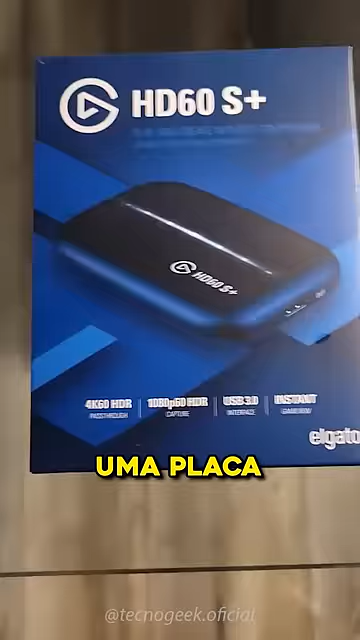 HD60 S+
HD60 S+
4K60 HDR
PASSTHROUGH
1080p60 HDR
CAPTURE
USB 3.0
INTERFACE
INSTANT
GAMEVIEW
elgato
UMA PLACA
@tecnogeek.oficial